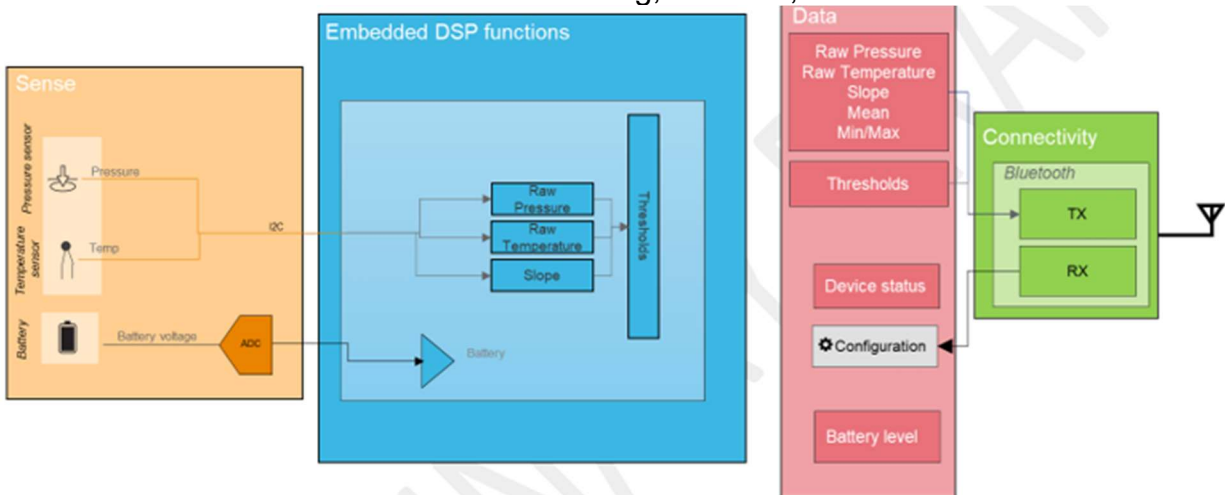 Sense
Pressure sensor
Pressure
Temperature
sensor
Temp
I2C
Battery
Battery voltage
ADC
Embedded DSP functions
Raw
Pressure
Raw
Temperature
Slope
Thresholds
Battery
Data
Raw Pressure
Raw Temperature
Slope
Mean
Min/Max
Thresholds
Device status
Configuration
Battery level
Connectivity
Bluetooth
TX
RX